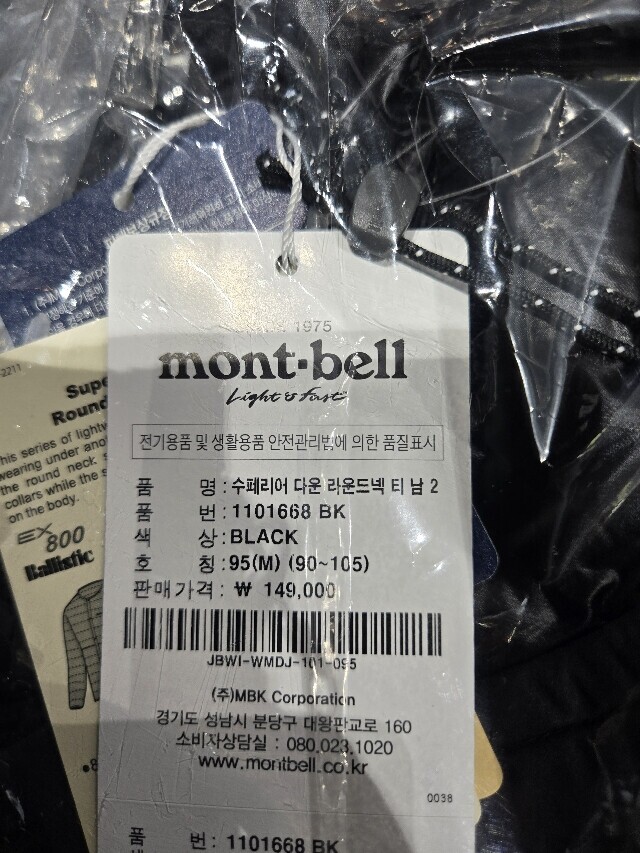 1975
mont-bell
Light & Fast
전기용품 및 생활용품 안전관리법에 의한 품질표시
품 명 : 수페리어 다운 라운드넥 티 남 2
품 번 : 1101668 BK
색 상 : BLACK
호 칭 : 95(M) (90~105)
판매가격 : ₩ 149,000
JBWI-WMDJ-101-095
(주)MBK Corporation
경기도 성남시 분당구 대왕판교로 160
소비자상담실 : 080.023.1020
www.montbell.co.kr
0038
품 번 : 1101668 BK
2211
Round
This series of
wearing under
the round neck
collars while the
on the body.
EX 800
Ballistic
(주)M.K Corpor